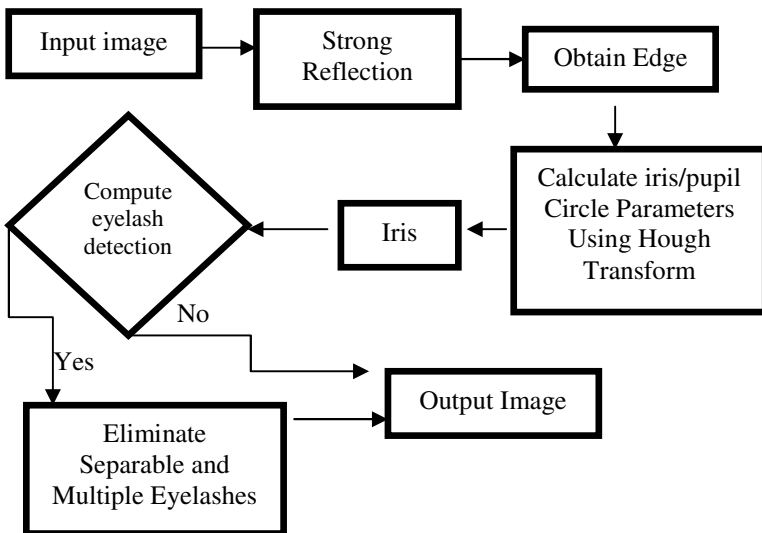 Input image
Strong
Reflection
Obtain Edge
Calculate iris/pupil
Circle Parameters
Using Hough
Transform
Iris
Compute
eyelash
detection
No
Yes
Eliminate
Separable and
Multiple Eyelashes
Output Image